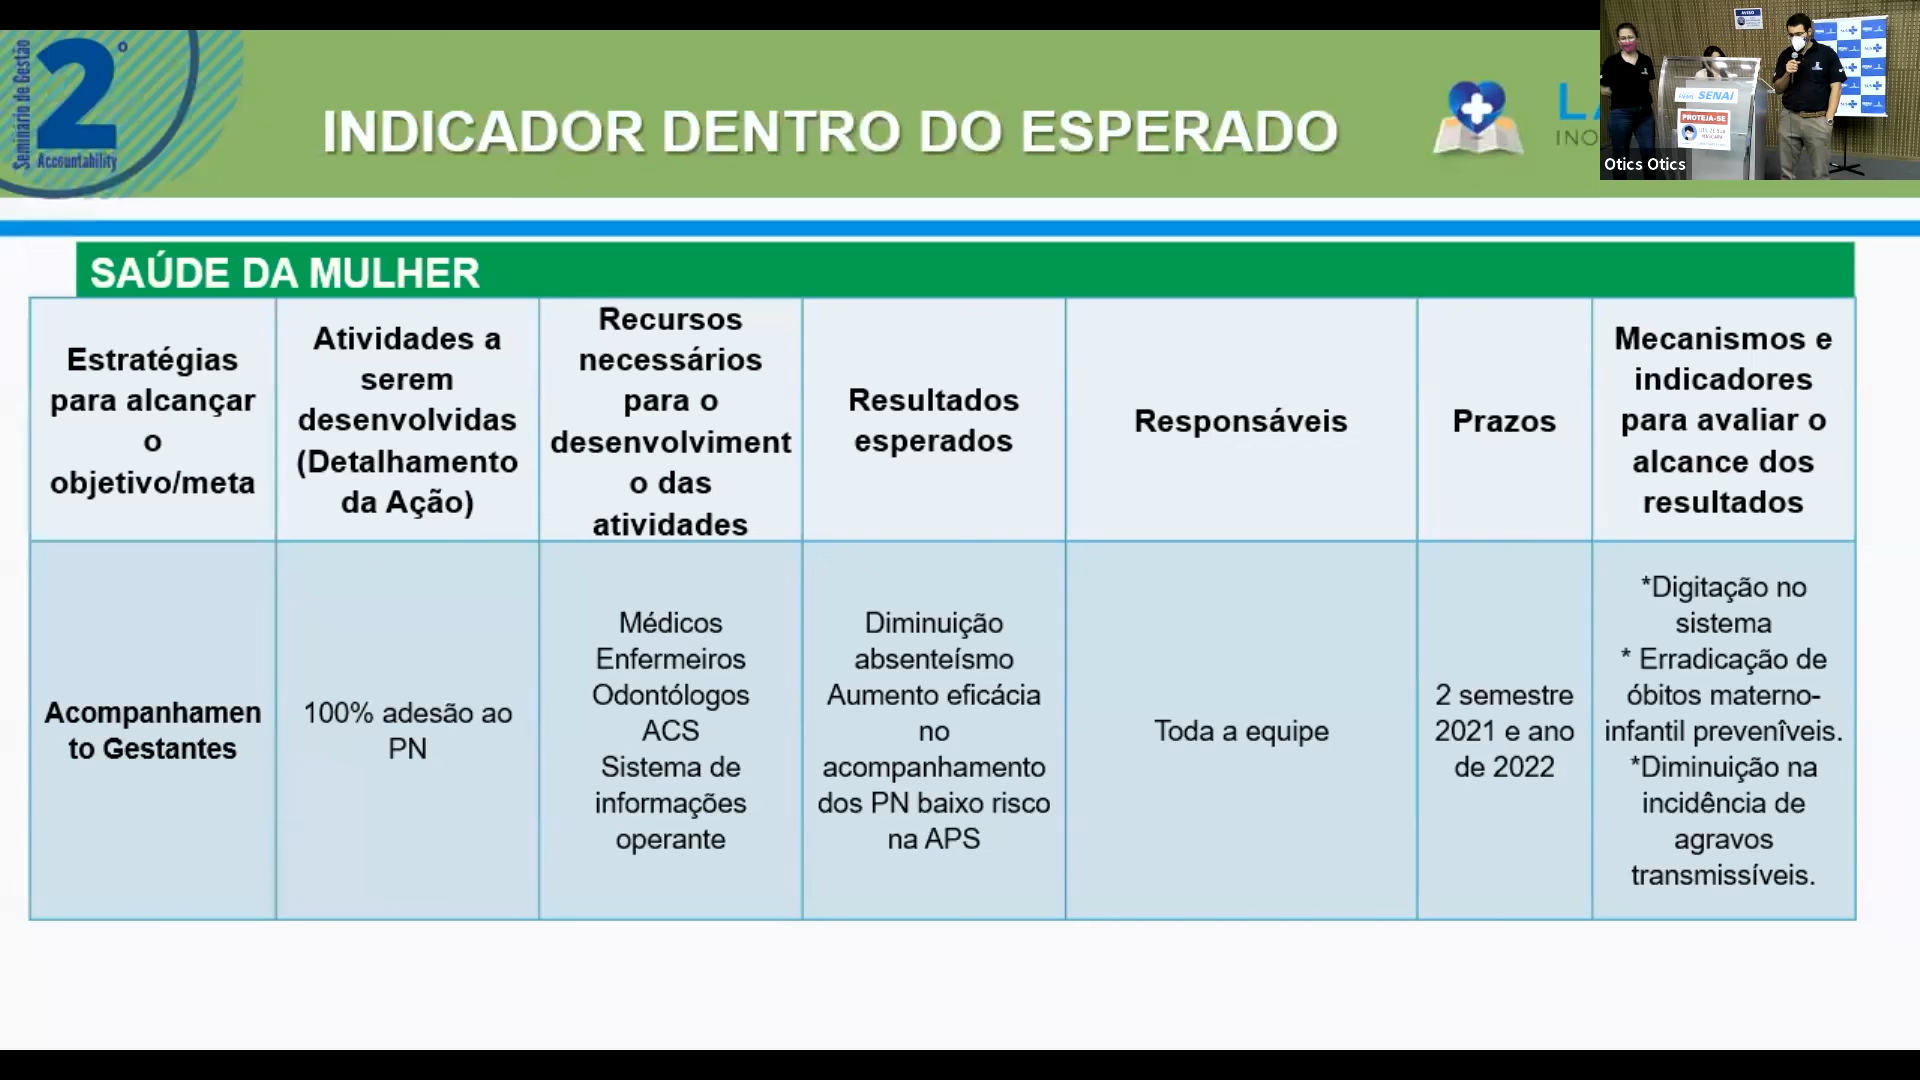 Seminário de Gestão
2º
Accountability
INDICADOR DENTRO DO ESPERADO
AVISO
SENAI
PROTEJA-SE
Otics Otics
SAÚDE DA MULHER
Estratégias
para alcançar
o
objetivo/meta
Atividades a
serem
desenvolvidas
(Detalhamento
da Ação)
Recursos
necessários
para o
desenvolviment
o das
atividades
Resultados
esperados
Responsáveis
Prazos
Mecanismos e
indicadores
para avaliar o
alcance dos
resultados
Acompanhamen
to Gestantes
100% adesão ao
PN
Médicos
Enfermeiros
Odontólogos
ACS
Sistema de
informações
operante
Diminuição
absenteísmo
Aumento eficácia
no
acompanhamento
dos PN baixo risco
na APS
Toda a equipe
2 semestre
2021 e ano
de 2022
*Digitação no
sistema
* Erradicação de
óbitos materno-
infantil prevenîveis.
*Diminuição na
incidência de
agravos
transmissíveis.